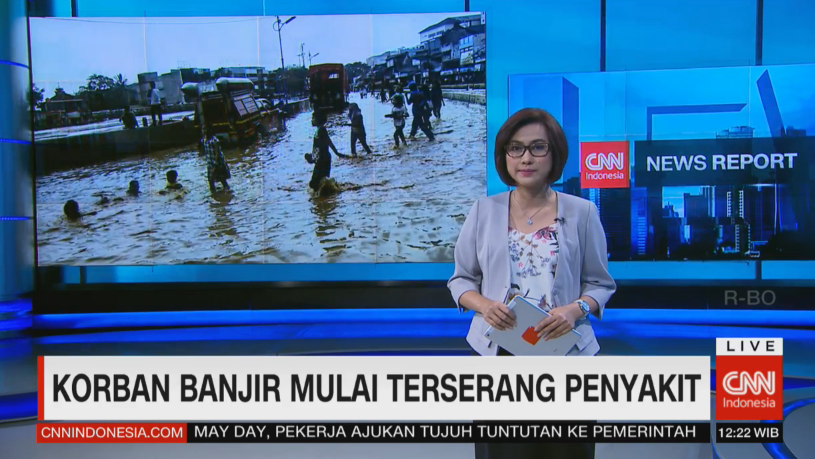 CNN
Indonesia
NEWS REPORT
R-BO
LIVE
KORBAN BANJIR MULAI TERSERANG PENYAKIT
CNN
Indonesia
CNNINDONESIA.COM
MAY DAY, PEKERJA AJUKAN TUJUH TUNTUTAN KE PEMERINTAH
12:22 WIB